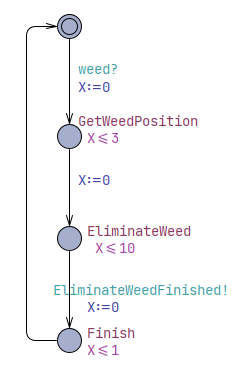 weed?
X:=0
GetWeedPosition
X<=3
X:=0
EliminateWeed
X<=10
EliminateWeedFinished!
X:=0
Finish
X<=1